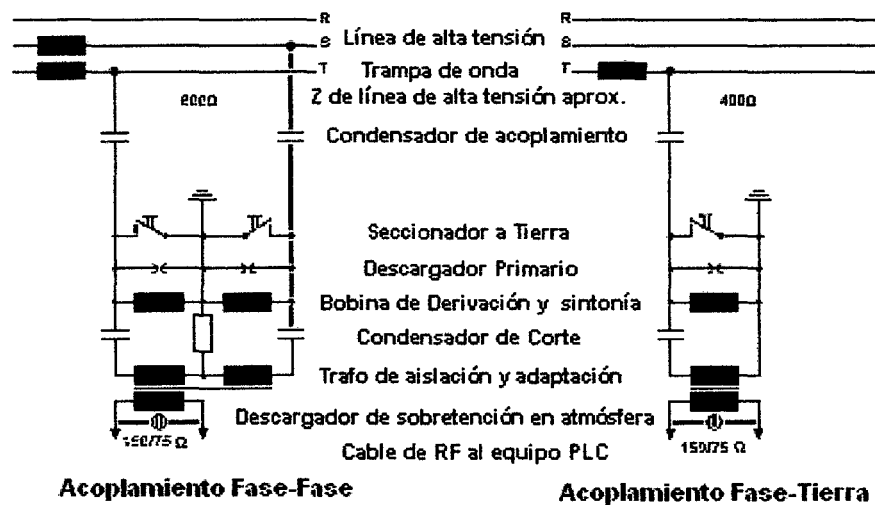 R R
S Línea de alta tensión S
T Trampa de onda T
600Ω Z de línea de alta tensión aprox. 400Ω
Condensador de acoplamiento
Seccionador a Tierra
Descargador Primario
Bobina de Derivación y sintonía
Condensador de Corte
Trafo de aislación y adaptación
Descargador de sobretención en atmósfera
150/75 Ω Cable de RF al equipo PLC 150/75 Ω
Acoplamiento Fase-Fase Acoplamiento Fase-Tierra